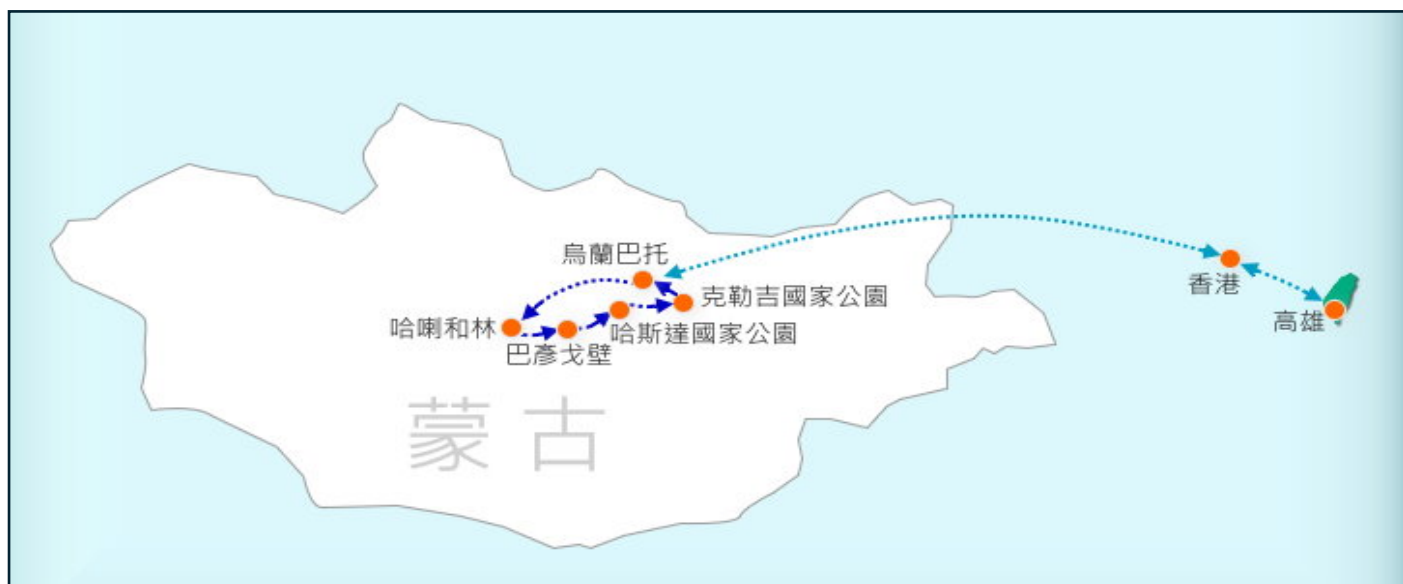 烏蘭巴托
香港
克勒吉國家公園
高雄
哈喇和林
哈斯達國家公園
巴彥戈壁
蒙古